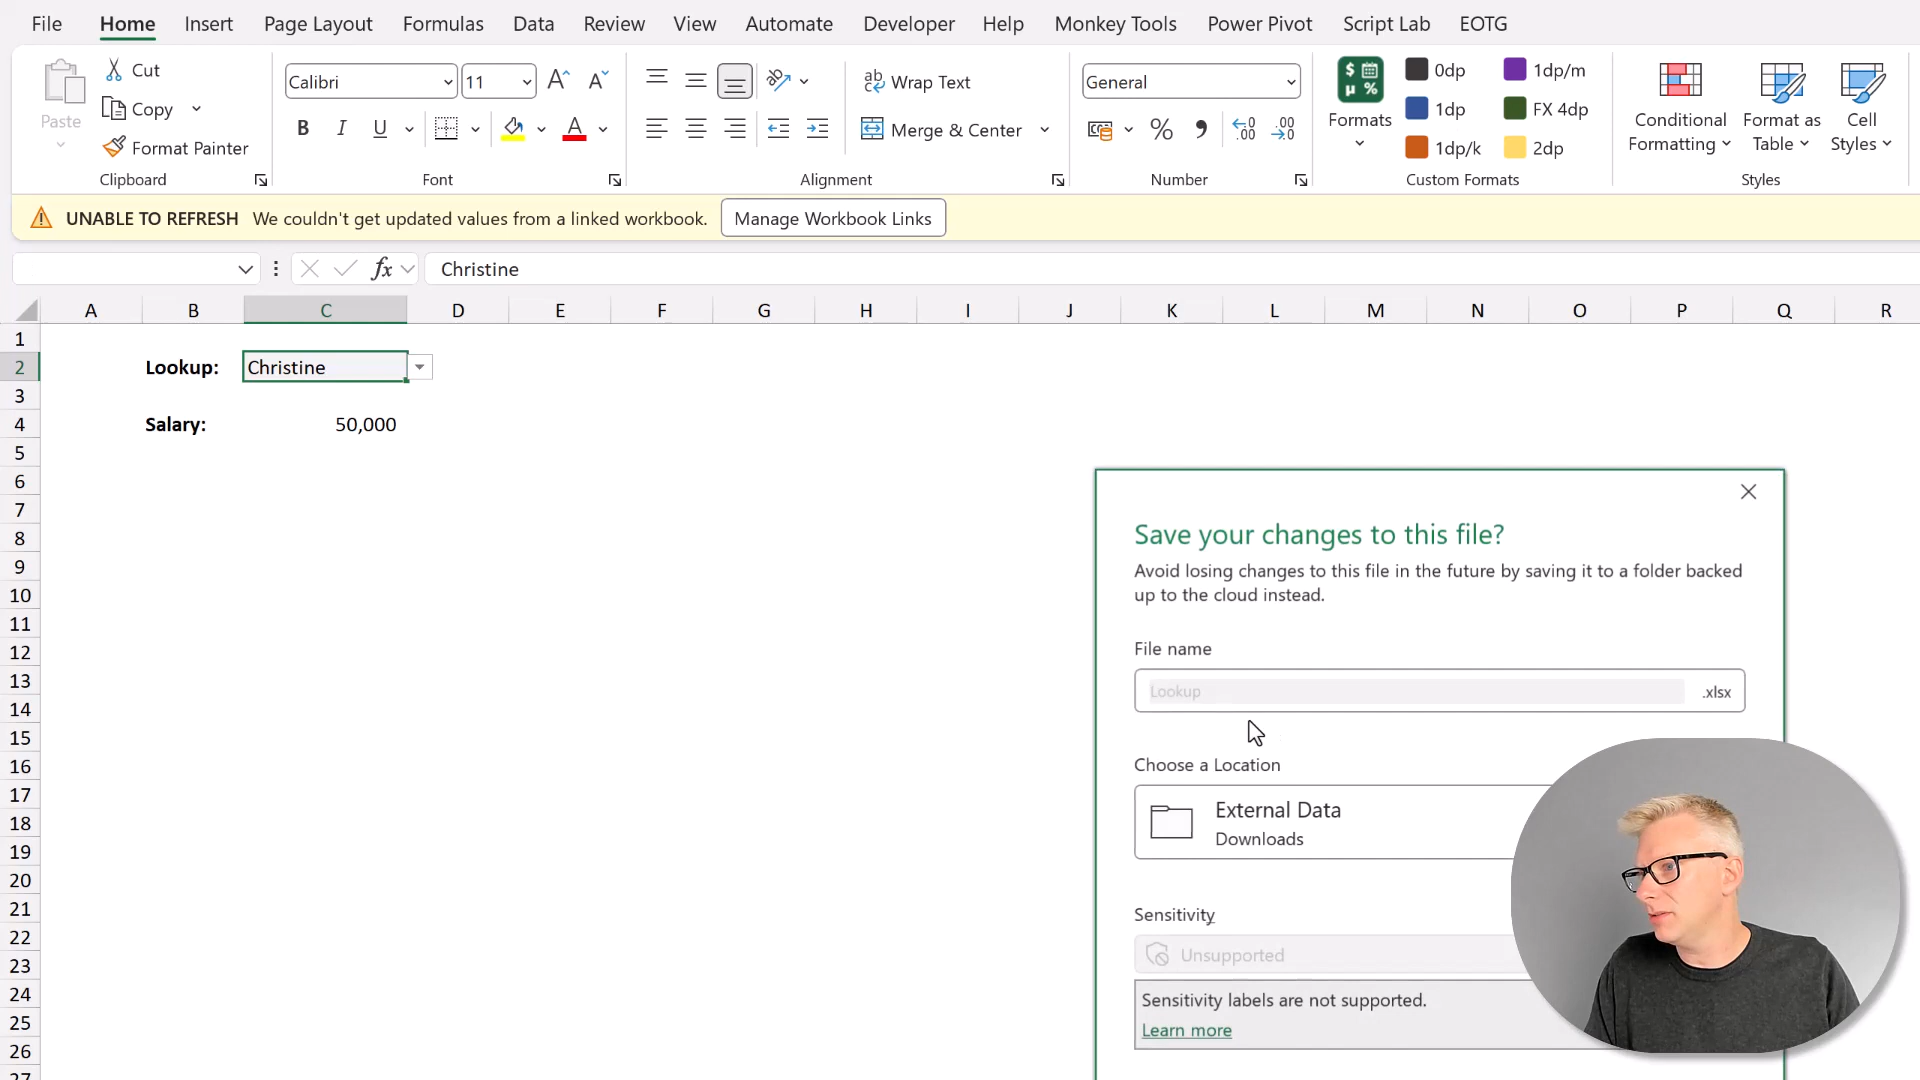 File Home Insert Page Layout Formulas Data Review View Automate Developer Help Monkey Tools Power Pivot Script Lab EOTG
Paste
Cut
Copy
Format Painter
Clipboard
Calibri 11
B I U
Font
Wrap Text
Merge & Center
Alignment
General
Number
Formats
0dp 1dp/m
1dp FX 4dp
1dp/k 2dp
Custom Formats
Conditional
Formatting
Format as
Table
Cell
Styles
Styles
UNABLE TO REFRESH We couldn't get updated values from a linked workbook. Manage Workbook Links
fx Christine
A B C D E F G H I J K L M N O P Q R
1
2 Lookup: Christine
3
4 Salary: 50,000
5
6
7
8
9
10
11
12
13
14
15
16
17
18
19
20
21
22
23
24
25
26
27
Save your changes to this file?
Avoid losing changes to this file in the future by saving it to a folder backed
up to the cloud instead.
File name
Lookup .xlsx
Choose a Location
External Data
Downloads
Sensitivity
Unsupported
Sensitivity labels are not supported.
Learn more